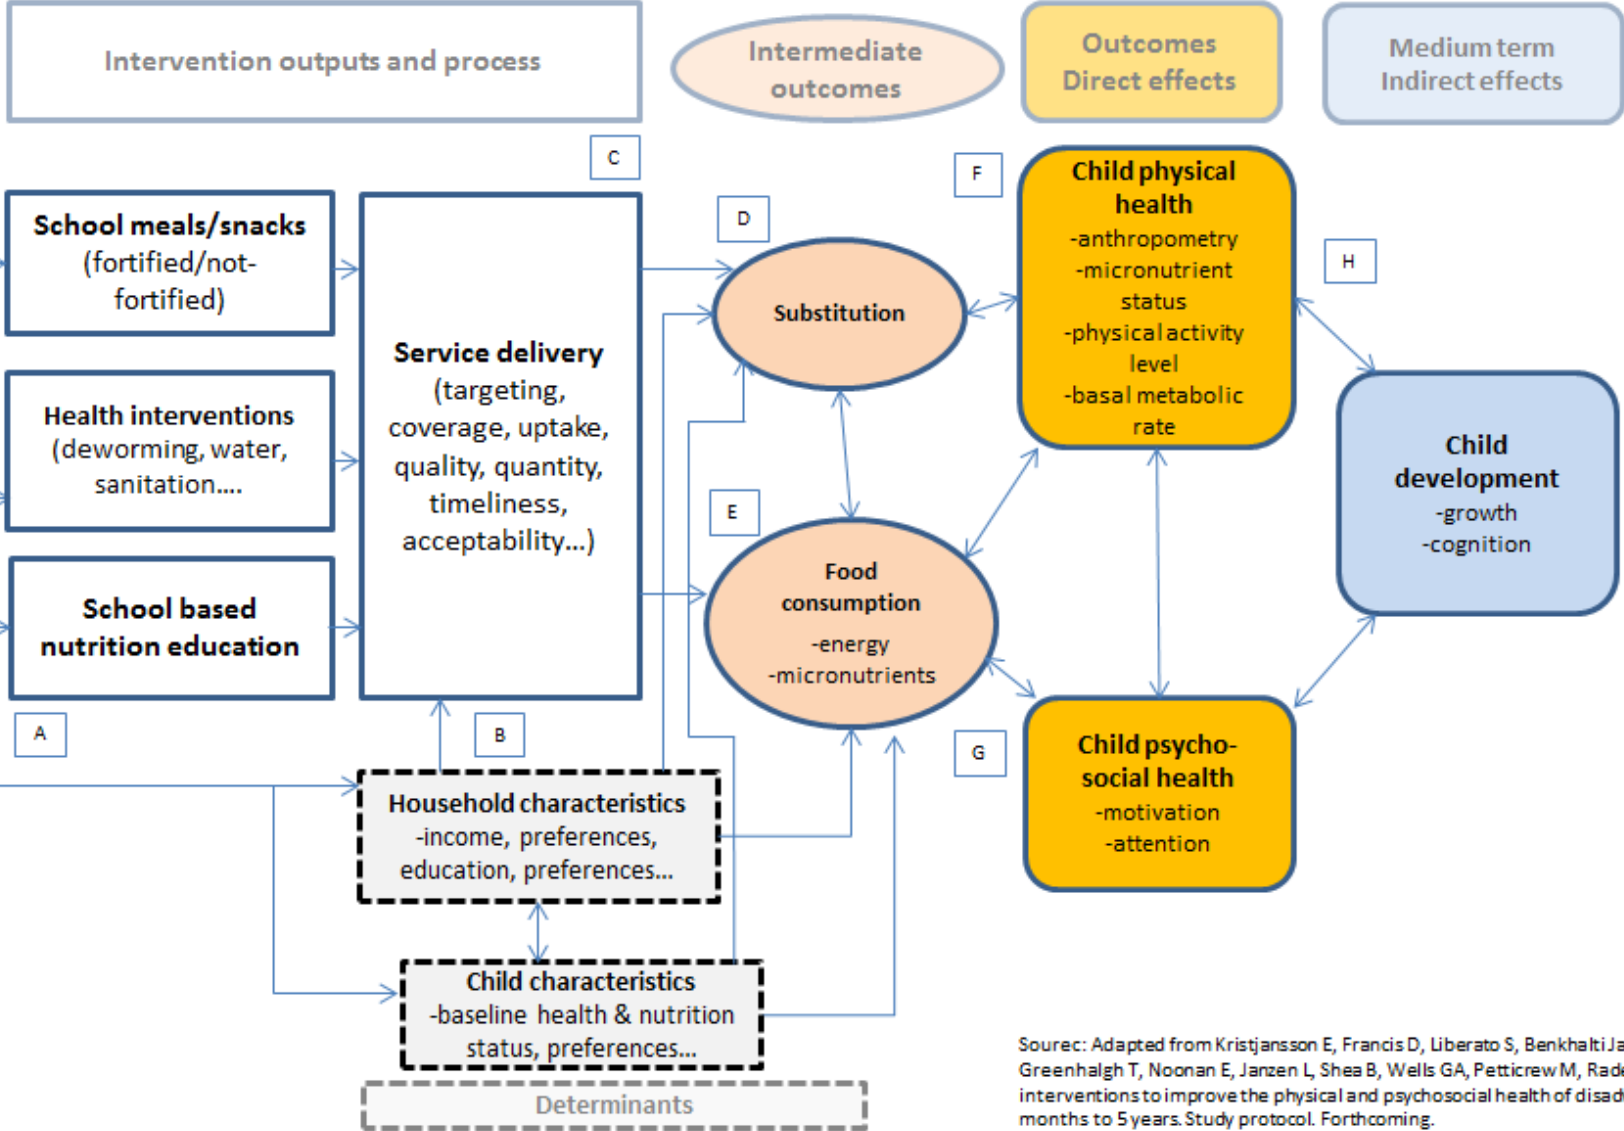 Intervention outputs and process
Intermediate
outcomes
Outcomes
Direct effects
Medium term
Indirect effects
C
F
D
H
School meals/snacks
(fortified/not-
fortified)
Health interventions
(deworming, water,
sanitation....
School based
nutrition education
A
Service delivery
(targeting,
coverage, uptake,
quality, quantity,
timeliness,
acceptability...)
B
Substitution
E
Food
consumption
-energy
-micronutrients
Child physical
health
-anthropometry
-micronutrient
status
-physical activity
level
-basal metabolic
rate
G
Child psycho-
social health
-motivation
-attention
Child
development
-growth
-cognition
Household characteristics
-income, preferences,
education, preferences...
Child characteristics
-baseline health & nutrition
status, preferences...
Determinants
Sourec: Adapted from Kristjansson E, Francis D, Liberato S, Benkhalti Ja
Greenhalgh T, Noonan E, Janzen L, Shea B, Wells GA, Petticrew M, Rade
interventions to improve the physical and psychosocial health of disad
months to 5 years. Study protocol. Forthcoming.